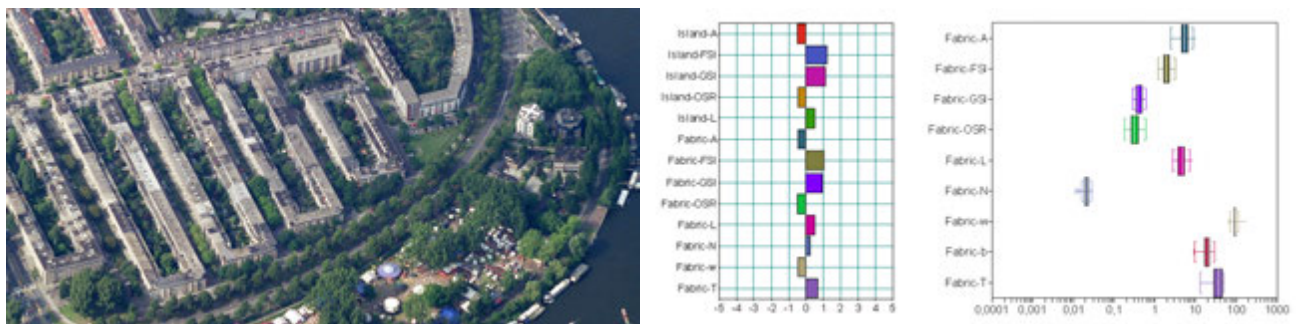 Island-A
Island-FSI
Island-GSI
Island-OSR
Island-L
Fabric-A
Fabric-FSI
Fabric-GSI
Fabric-OSR
Fabric-L
Fabric-N
Fabric-w
Fabric-T
-5 -4 -3 -2 -1 0 1 2 3 4 5
Fabric-A
Fabric-FSI
Fabric-GSI
Fabric-OSR
Fabric-L
Fabric-N
Fabric-w
Fabric-b
Fabric-T
0,0001 0,001 0,01 0,1 1 10 100 1000